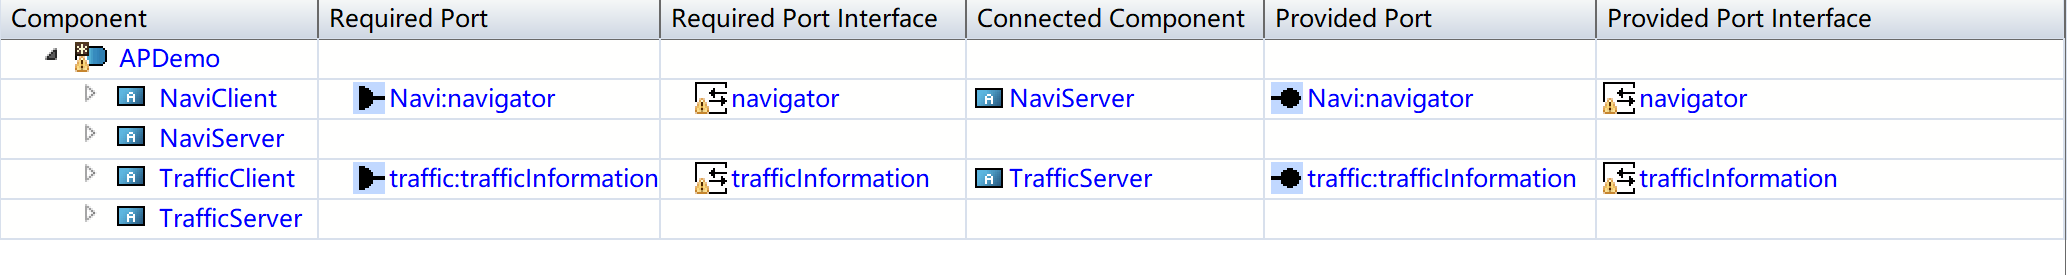 Component Required Port Required Port Interface Connected Component Provided Port Provided Port Interface
APDemo
A NaviClient Navi:navigator navigator A NaviServer Navi:navigator navigator
A NaviServer
A TrafficClient traffic:trafficInformation trafficInformation A TrafficServer traffic:trafficInformation trafficInformation
A TrafficServer